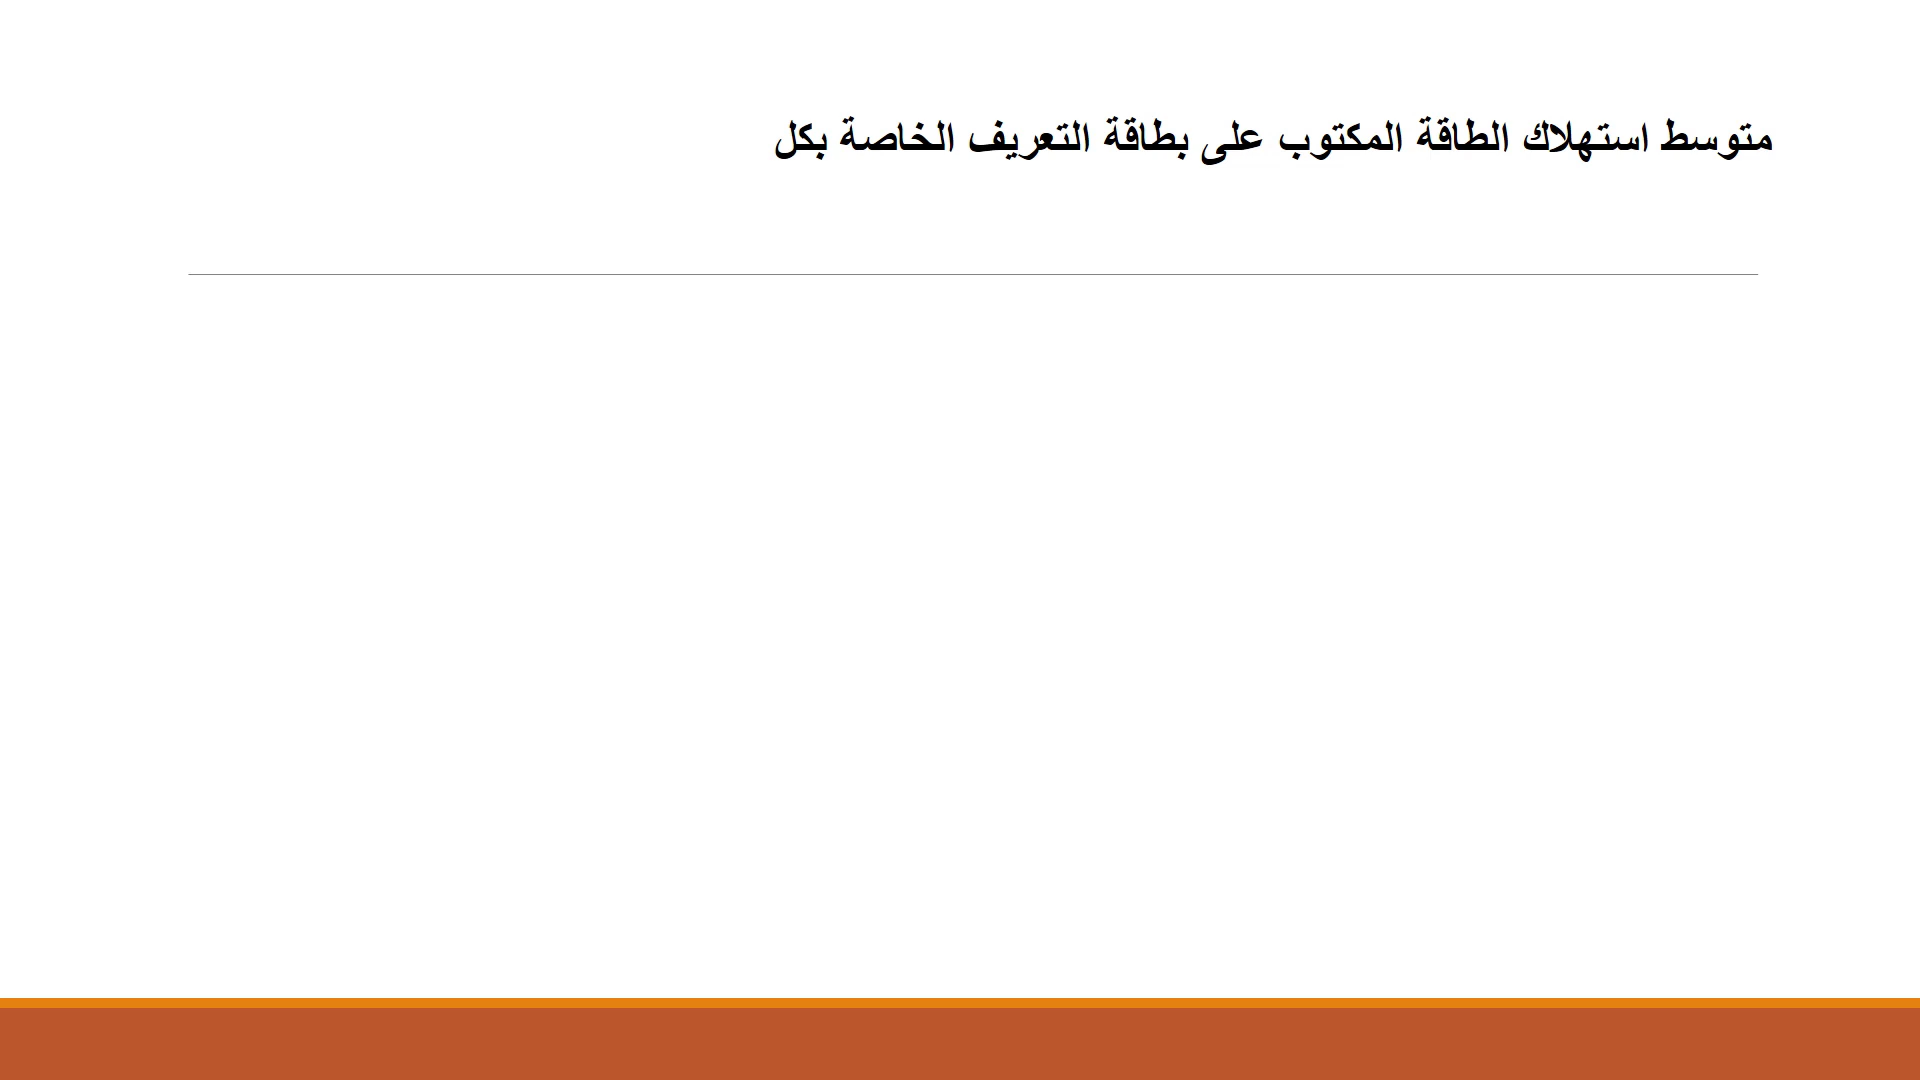 متوسط استهلاك الطاقة المكتوب على بطاقة التعريف الخاصة بكل